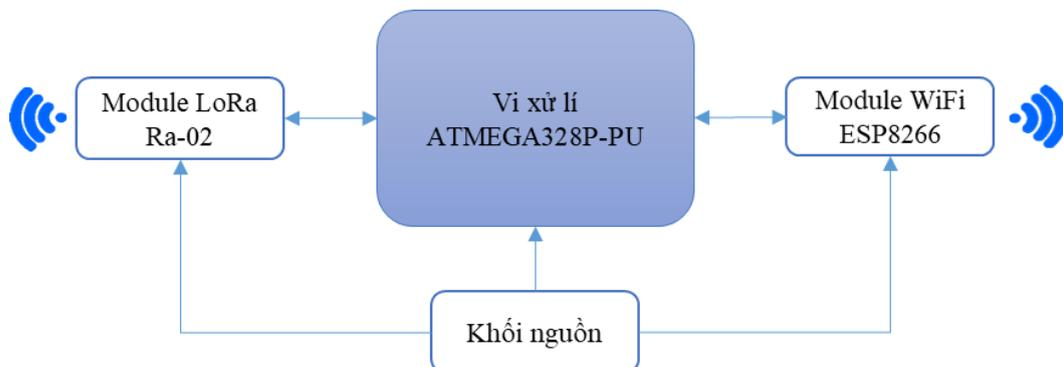 Module LoRa
Ra-02
Vi xử lí
ATMEGA328P-PU
Module WiFi
ESP8266
Khối nguồn